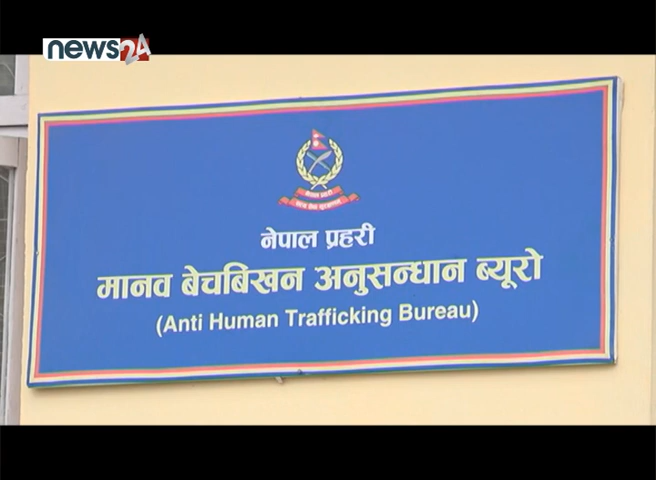 news24
नेपाल प्रहरी
मानव बेचबिखन अनुसन्धान ब्यूरो
(Anti Human Trafficking Bureau)